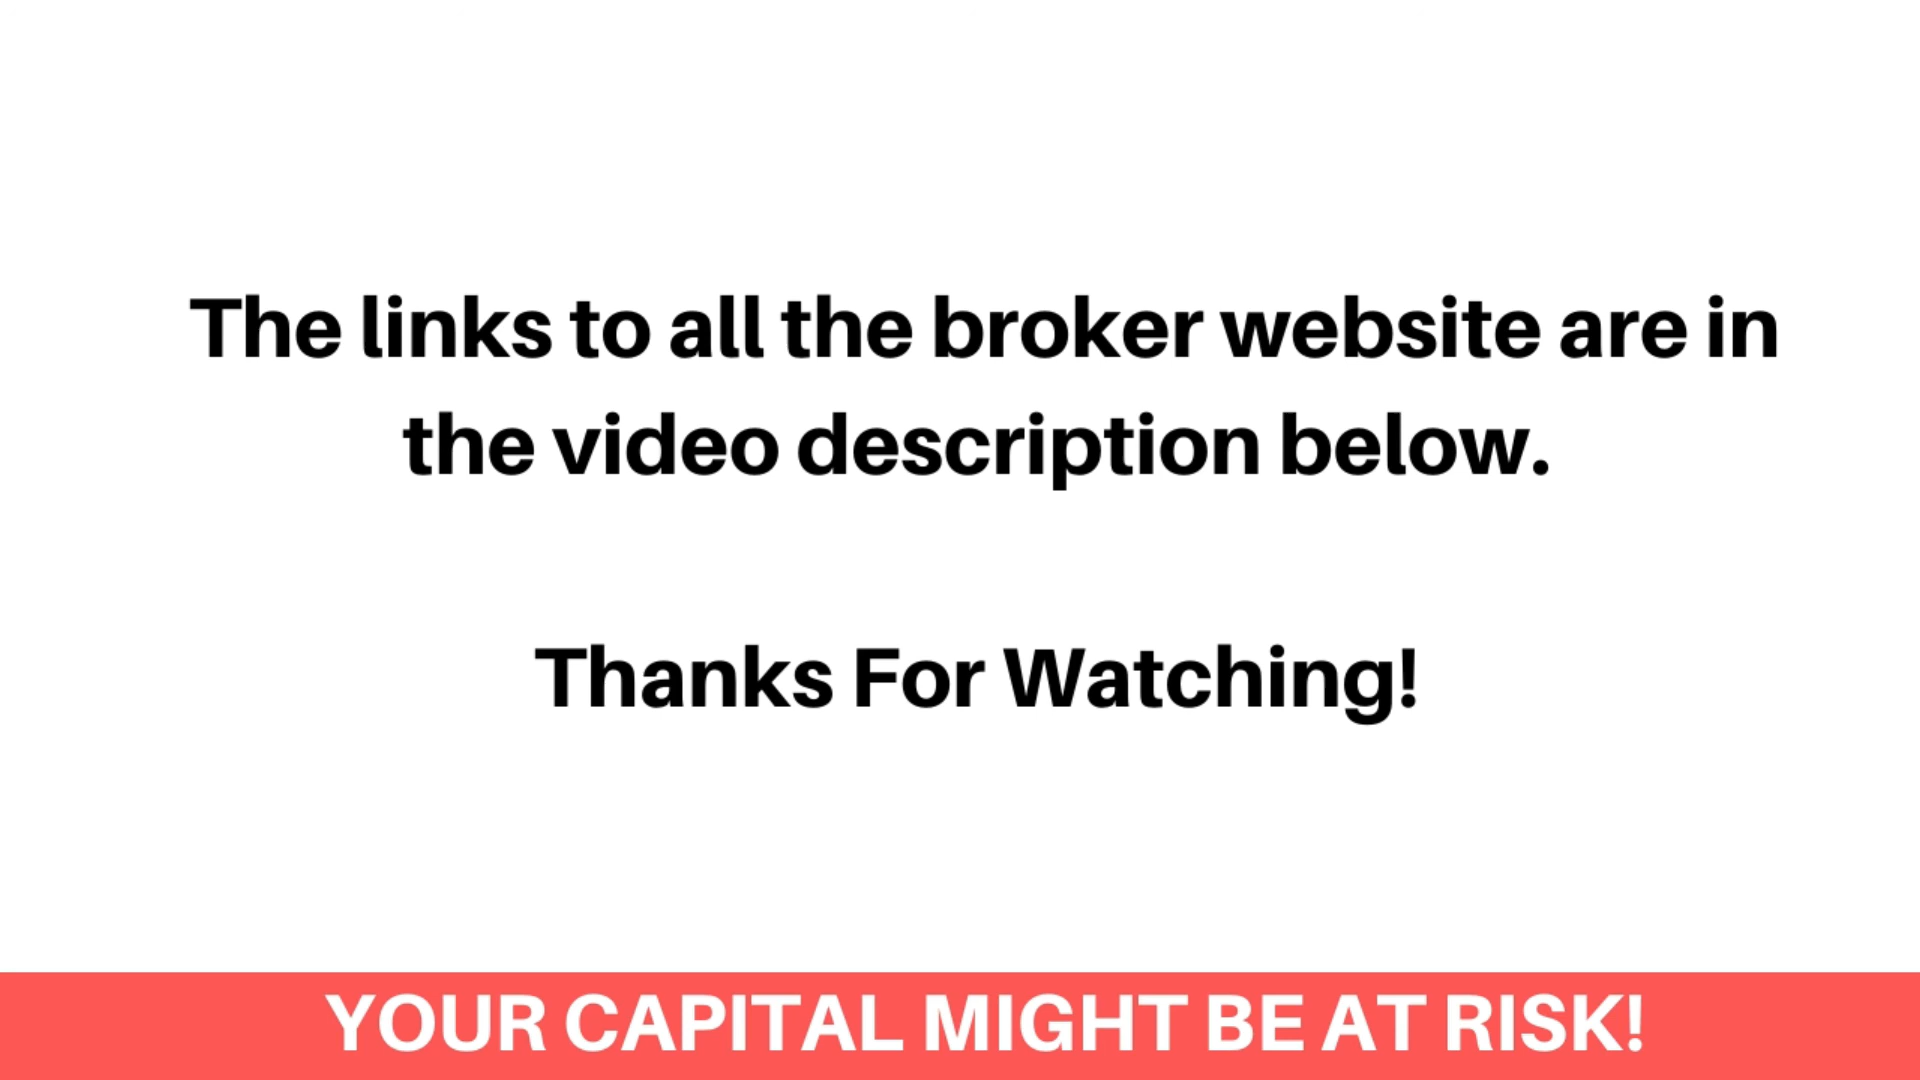 The links to all the broker website are in
the video description below.
Thanks For Watching!
YOUR CAPITAL MIGHT BE AT RISK!